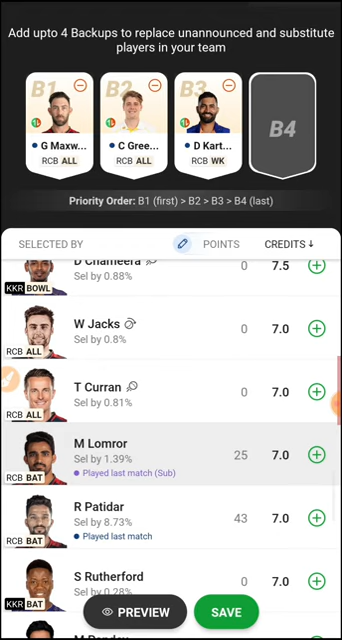 Add upto 4 Backups to replace unannounced and substitute
players in your team
B1
B2
B3
B4
G Maxw...
C Gree...
D Kart...
RCB ALL
RCB ALL
RCB WK
Priority Order: B1 (first) > B2 > B3 > B4 (last)
SELECTED BY POINTS CREDITS ↓
D Chameera
Sel by 0.88%
0 7.5
KKR BOWL
W Jacks
Sel by 0.8%
0 7.0
RCB ALL
T Curran
Sel by 0.81%
0 7.0
RCB ALL
M Lomror
Sel by 1.39%
Played last match (Sub)
25 7.0
RCB BAT
R Patidar
Sel by 8.73%
Played last match
43 7.0
RCB BAT
S Rutherford
Sel by 0.28%
0 7.0
KKR BAT
PREVIEW
SAVE